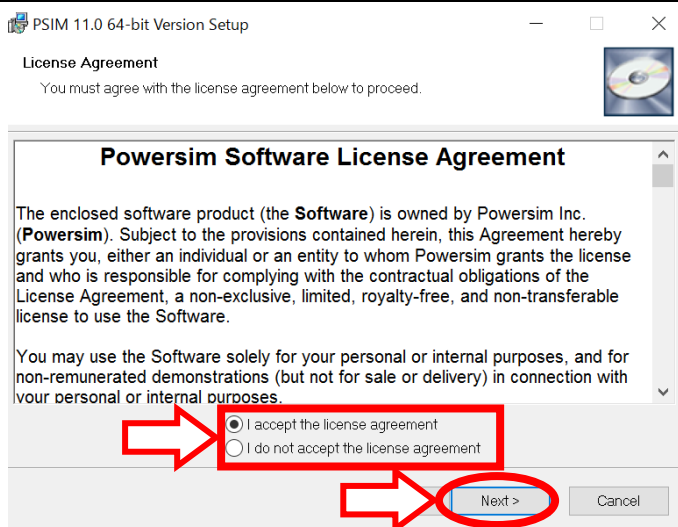 PSIM 11.0 64-bit Version Setup
License Agreement
You must agree with the license agreement below to proceed.
Powersim Software License Agreement
The enclosed software product (the Software) is owned by Powersim Inc.
(Powersim). Subject to the provisions contained herein, this Agreement hereby
grants you, either an individual or an entity to whom Powersim grants the license
and who is responsible for complying with the contractual obligations of the
License Agreement, a non-exclusive, limited, royalty-free, and non-transferable
license to use the Software.
You may use the Software solely for your personal or internal purposes, and for
non-remunerated demonstrations (but not for sale or delivery) in connection with
your personal or internal purposes.
I accept the license agreement
I do not accept the license agreement
Next >
Cancel